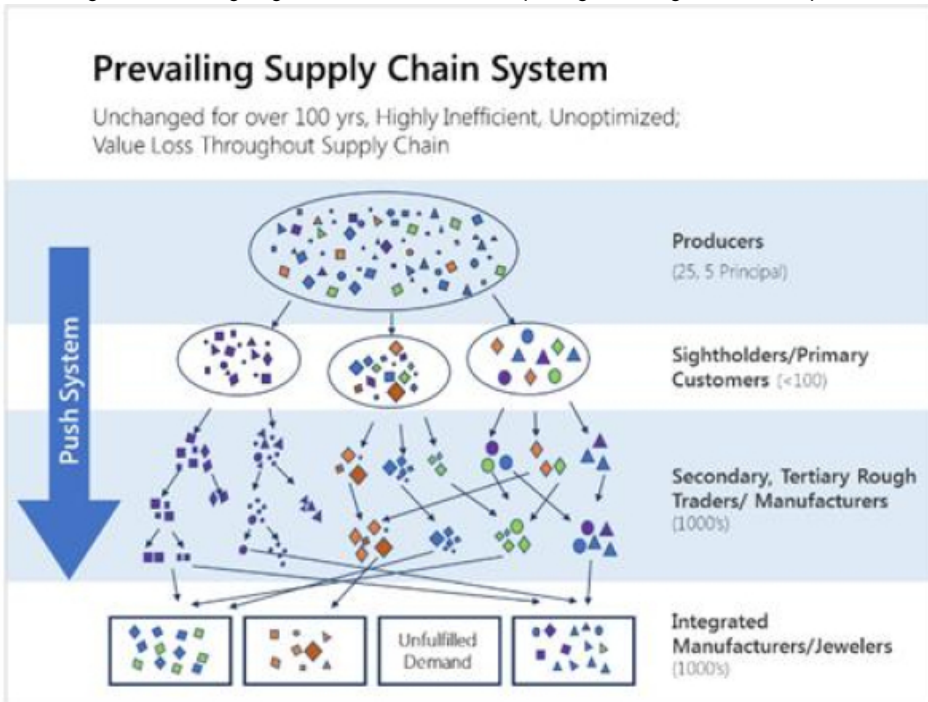 Prevailing Supply Chain System
Unchanged for over 100 yrs, Highly Inefficient, Unoptimized;
Value Loss Throughout Supply Chain
Push System
Producers
(25, 5 Principal)
Sightholders/Primary
Customers (<100)
Secondary, Tertiary Rough
Traders/ Manufacturers
(1000's)
Integrated
Manufacturers/Jewelers
(1000's)
Unfulfilled
Demand